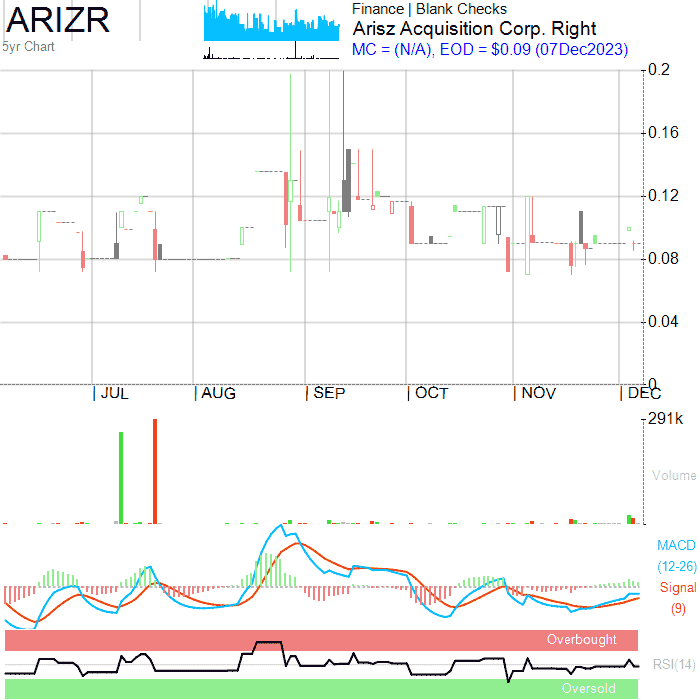 ARIZR
5yr Chart
Finance | Blank Checks
Arisz Acquisition Corp. Right
MC = (N/A), EOD = $0.09 (07Dec2023)
0.2
0.16
0.12
0.08
0.04
0
| JUL | AUG | SEP | OCT | NOV | DEC
291k
Volume
MACD
(12-26)
Signal
(9)
Overbought
RSI(14)
Oversold